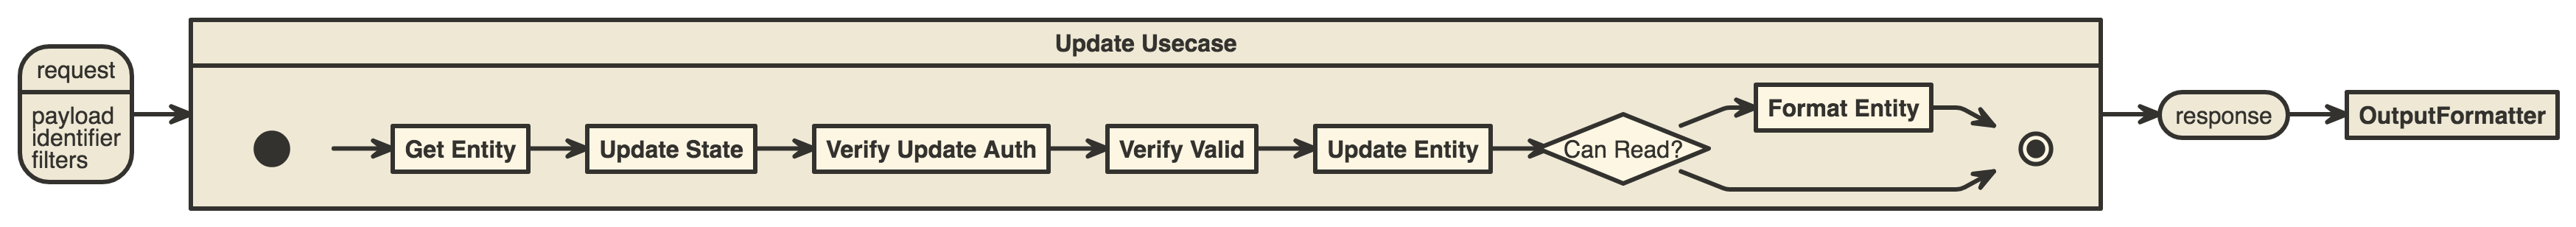 Update Usecase
request
payload
identifier
filters
Get Entity
Update State
Verify Update Auth
Verify Valid
Update Entity
Can Read?
Format Entity
response
OutputFormatter